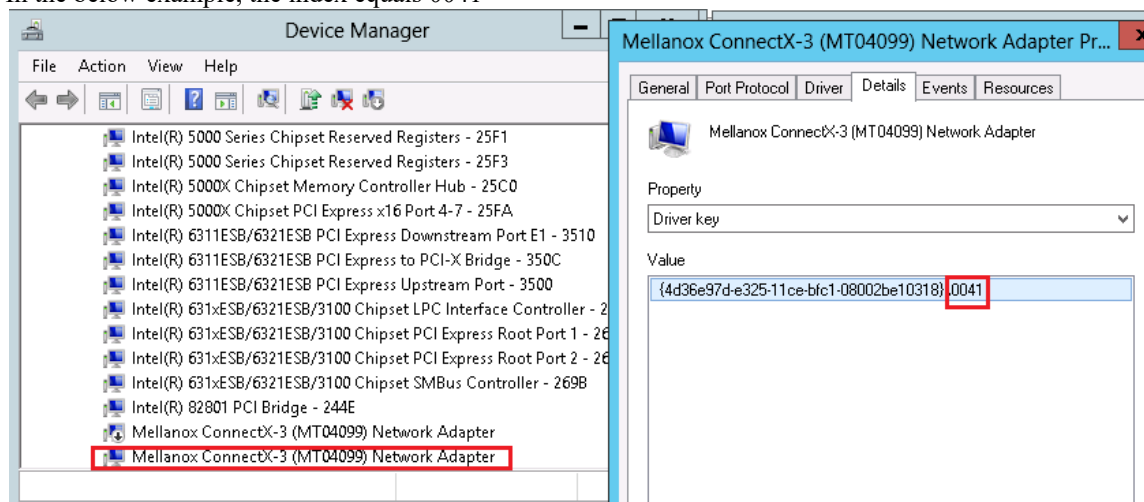 In the below example, the index equals 0041
Device Manager
File Action View Help
Intel(R) 5000 Series Chipset Reserved Registers - 25F1
Intel(R) 5000 Series Chipset Reserved Registers - 25F3
Intel(R) 5000X Chipset Memory Controller Hub - 25C0
Intel(R) 5000X Chipset PCI Express x16 Port 4-7 - 25FA
Intel(R) 6311ESB/6321ESB PCI Express Downstream Port E1 - 3510
Intel(R) 6311ESB/6321ESB PCI Express to PCI-X Bridge - 350C
Intel(R) 6311ESB/6321ESB PCI Express Upstream Port - 3500
Intel(R) 631xESB/6321ESB/3100 Chipset LPC Interface Controller - 2
Intel(R) 631xESB/6321ESB/3100 Chipset PCI Express Root Port 1 - 26
Intel(R) 631xESB/6321ESB/3100 Chipset PCI Express Root Port 2 - 26
Intel(R) 631xESB/6321ESB/3100 Chipset SMBus Controller - 269B
Intel(R) 82801 PCI Bridge - 244E
Mellanox ConnectX-3 (MT04099) Network Adapter
Mellanox ConnectX-3 (MT04099) Network Adapter
Mellanox ConnectX-3 (MT04099) Network Adapter Pr...
General Port Protocol Driver Details Events Resources
Mellanox ConnectX-3 (MT04099) Network Adapter
Property
Driver key
Value
{4d36e97d-e325-11ce-bfc1-08002be10318}.0041